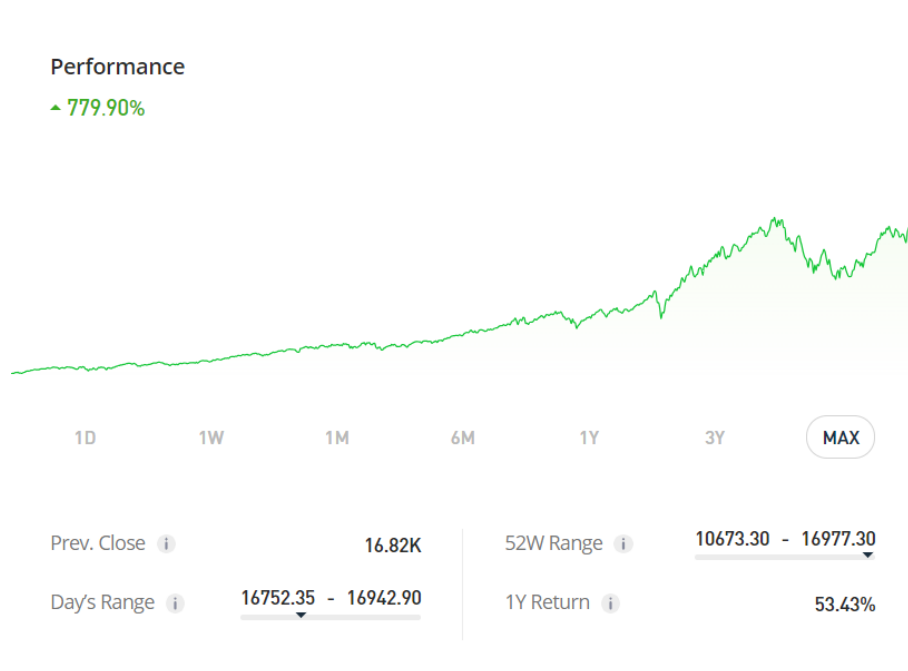 Performance
779.90%
1D 1W 1M 6M 1Y 3Y MAX
Prev. Close i 16.82K
52W Range i 10673.30 - 16977.30
Day's Range i 16752.35 - 16942.90
1Y Return i 53.43%